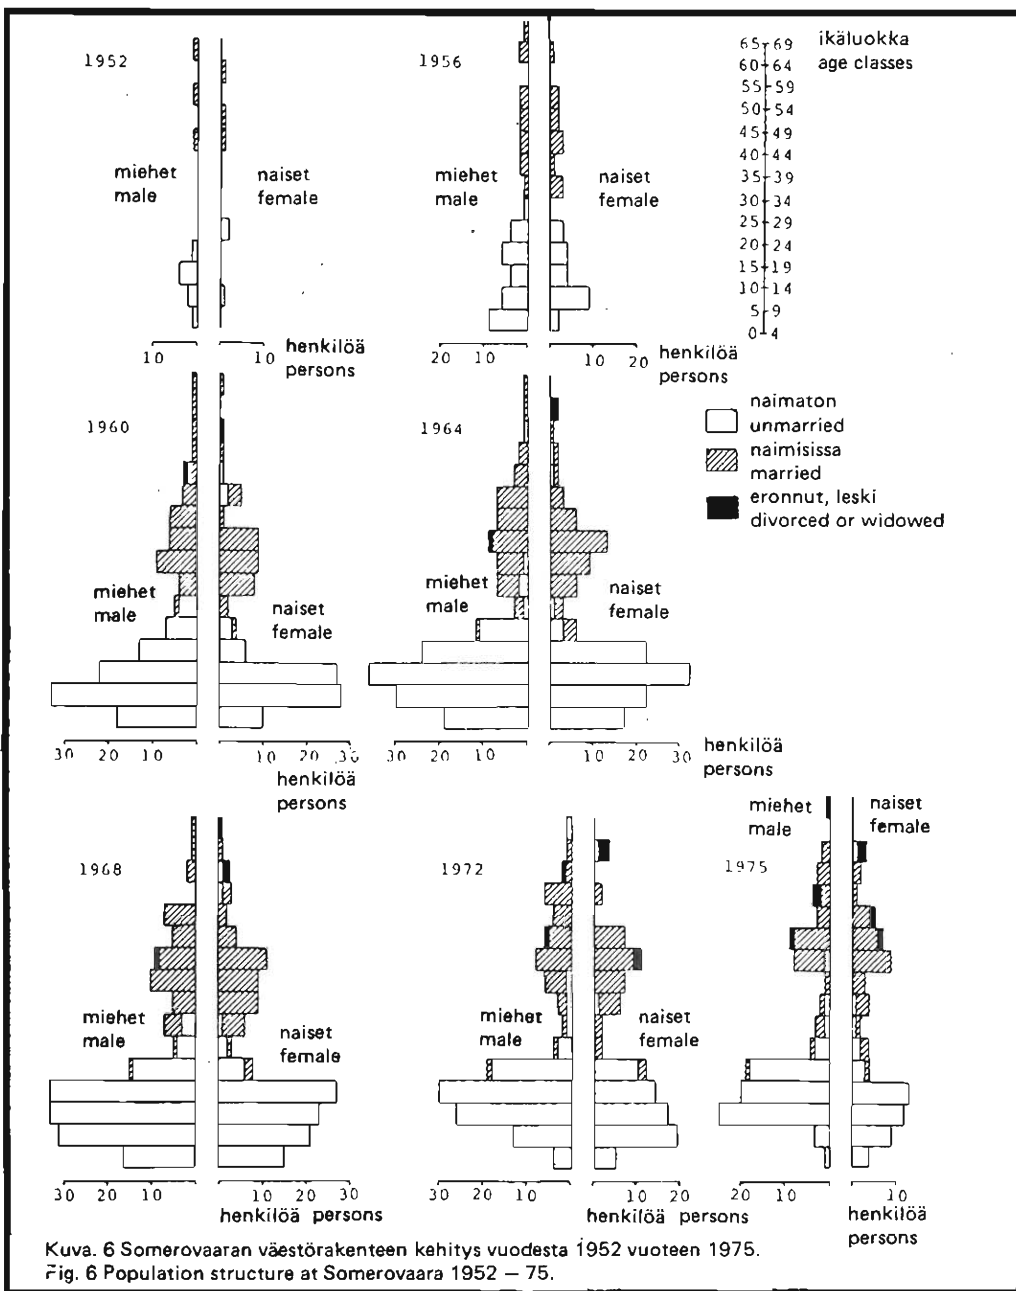 1952
miehet
male
naiset
female
10 10
henkilöä
persons
1956
miehet
male
naiset
female
20 10 10 20
henkilöä
persons
ikäluokka
age classes
65 69
60 64
55 59
50 54
45 49
40 44
35 39
30 34
25 29
20 24
15 19
10 14
5 9
0 4
naimaton
unmarried
naimisissa
married
eronnut, leski
divorced or widowed
1960
miehet
male
naiset
female
30 20 10 10 20 30
henkilöä
persons
1964
miehet
male
naiset
female
30 20 10 10 20 30
henkilöä
persons
1968
miehet
male
naiset
female
30 20 10 10 20 30
henkilöä persons
1972
miehet
male
naiset
female
30 20 10 10 20
henkilöä persons
miehet
male
naiset
female
1975
20 10 10
henkilöä
persons
Kuva. 6 Somerovaaran väestörakenteen kehitys vuodesta 1952 vuoteen 1975.
Fig. 6 Population structure at Somerovaara 1952 – 75.